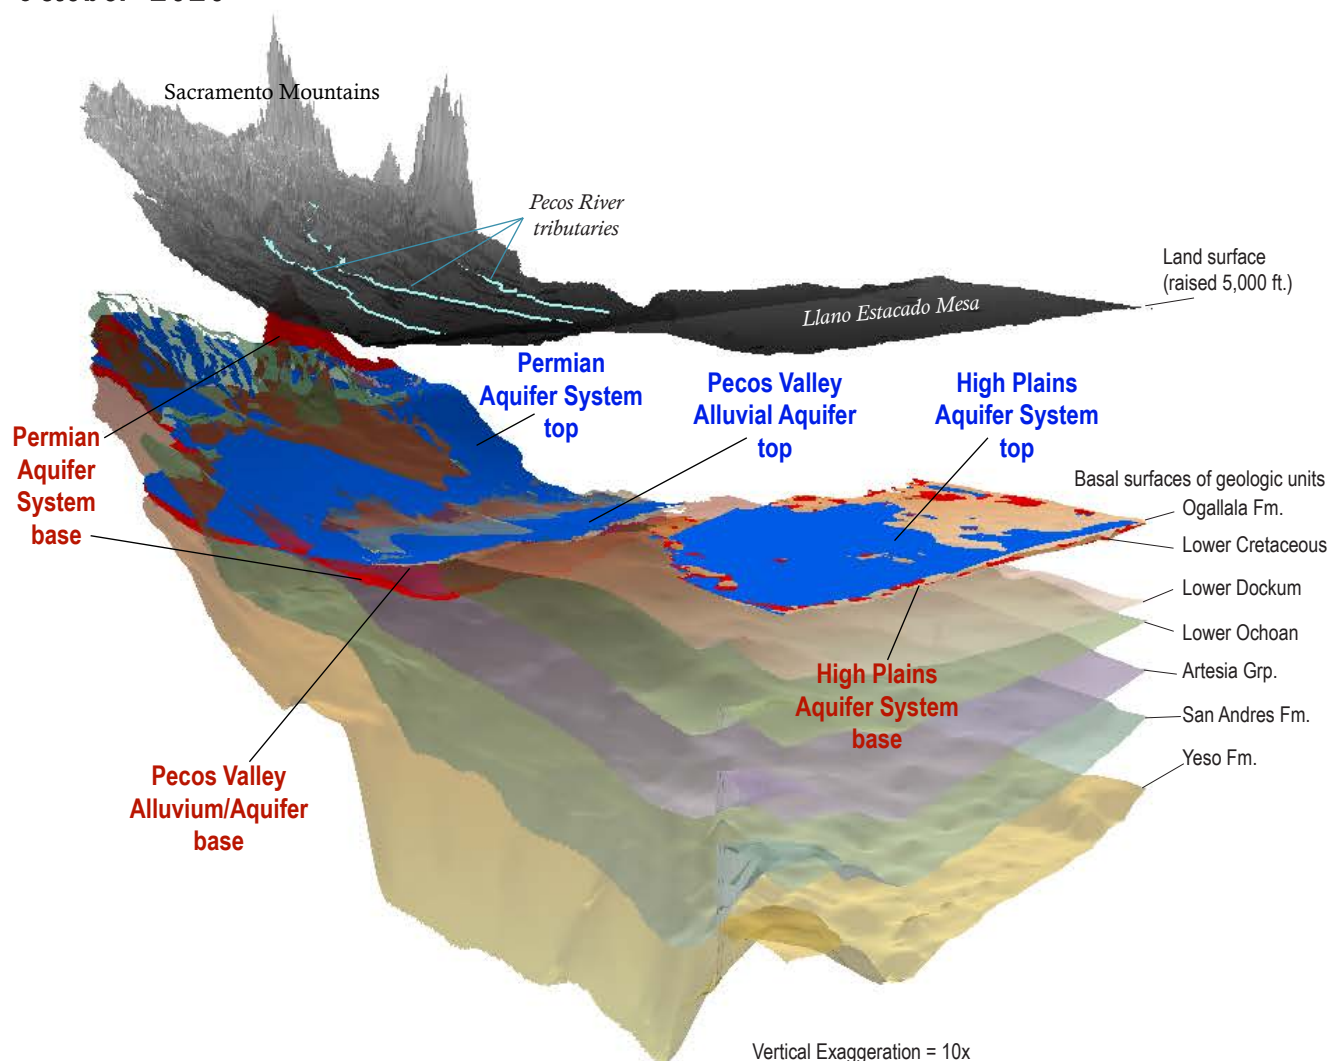 Sacramento Mountains
Pecos River
tributaries
Land surface
(raised 5,000 ft.)
Llano Estacado Mesa
Permian
Aquifer System
top
Pecos Valley
Alluvial Aquifer
top
High Plains
Aquifer System
top
Permian
Aquifer
System
base
Basal surfaces of geologic units
Ogallala Fm.
Lower Cretaceous
Lower Dockum
Lower Ochoan
Artesia Grp.
San Andres Fm.
Yeso Fm.
High Plains
Aquifer System
base
Pecos Valley
Alluvium/Aquifer
base
Vertical Exaggeration = 10x